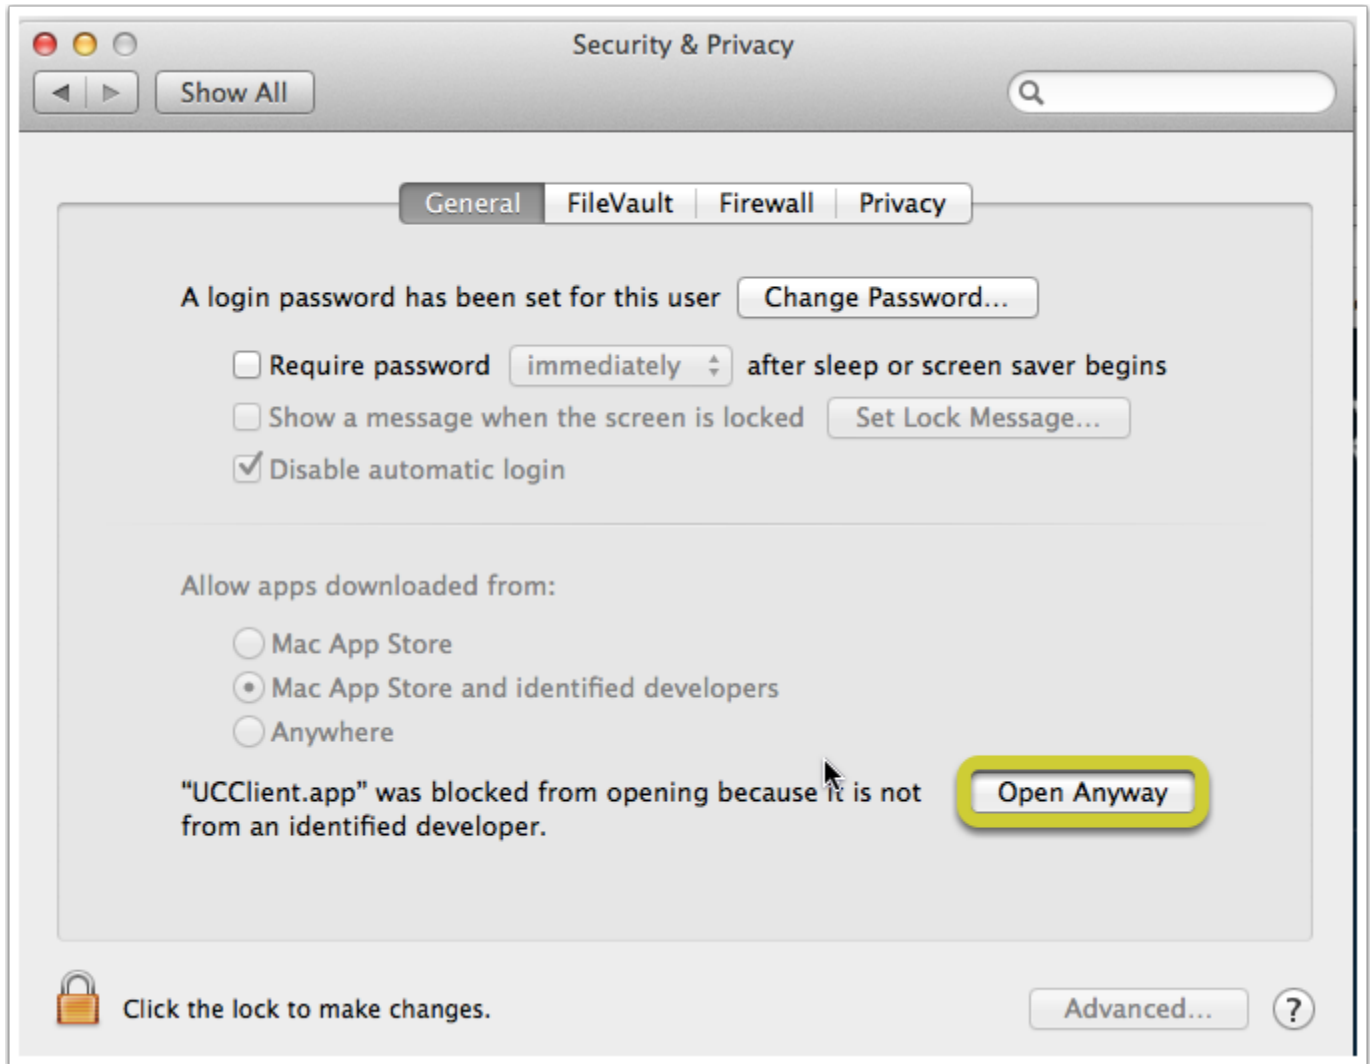 Security & Privacy
Show All
General FileVault Firewall Privacy
A login password has been set for this user Change Password...
Require password immediately after sleep or screen saver begins
Show a message when the screen is locked Set Lock Message...
Disable automatic login
Allow apps downloaded from:
Mac App Store
Mac App Store and identified developers
Anywhere
“UCClient.app” was blocked from opening because it is not Open Anyway
from an identified developer.
Click the lock to make changes. Advanced... ?